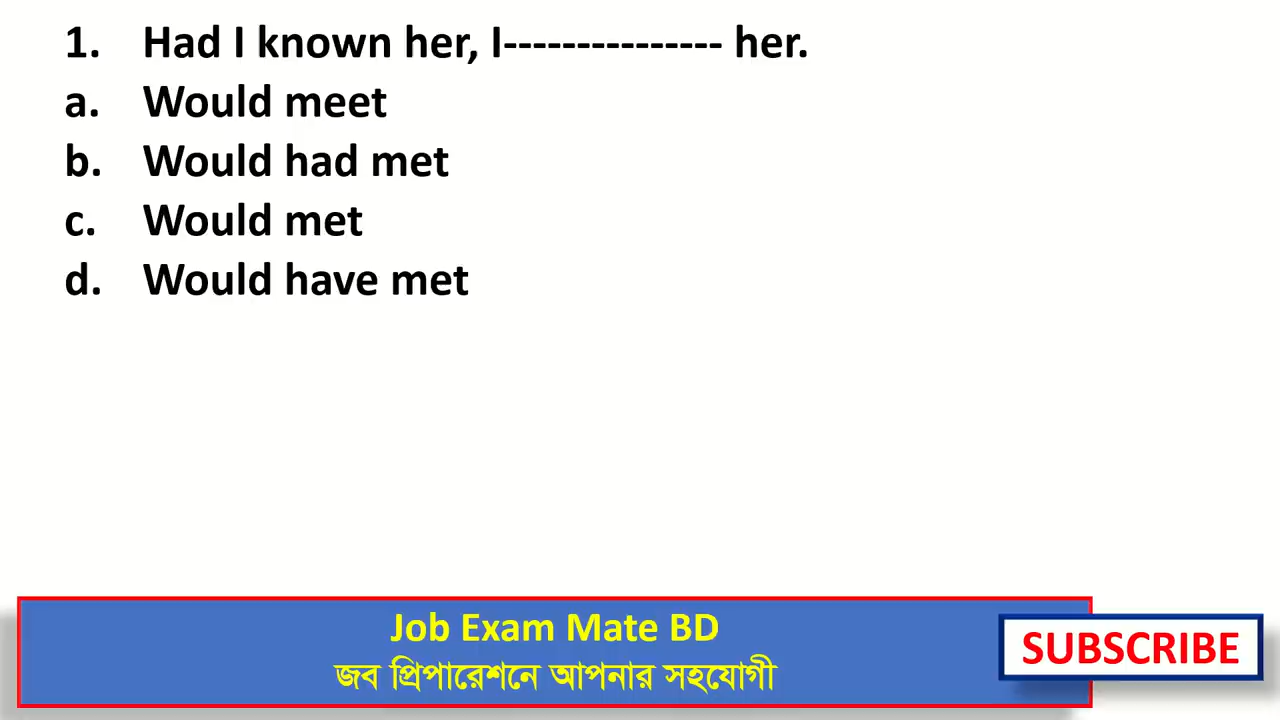 1. Had I known her, I--------------- her.
a. Would meet
b. Would had met
c. Would met
d. Would have met
Job Exam Mate BD
জব প্রিপারেশনে আপনার সহযোগী
SUBSCRIBE